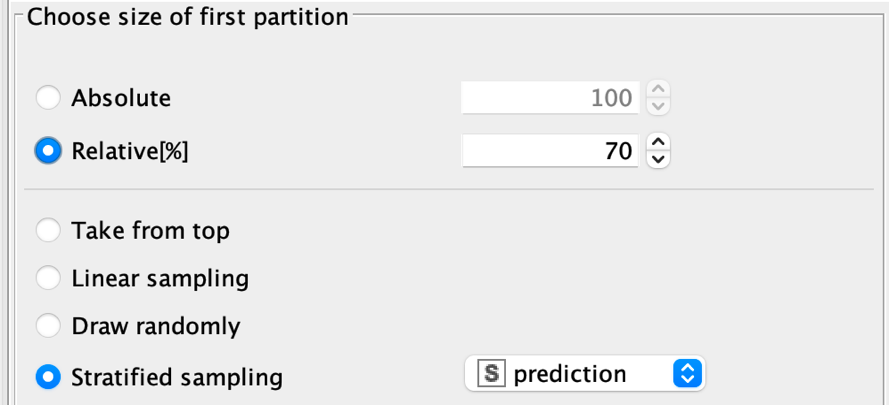 Choose size of first partition
Absolute 100
Relative[%] 70
Take from top
Linear sampling
Draw randomly
Stratified sampling S prediction